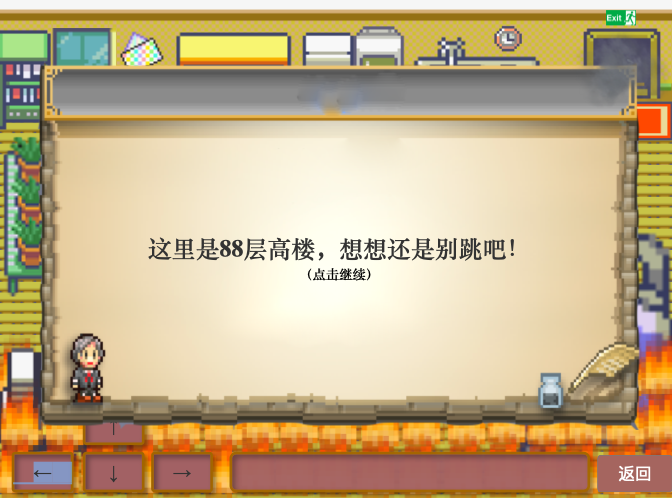 Exit
这里是88层高楼，想想还是别跳吧！
（点击继续）
↑
← ↓ →
返回